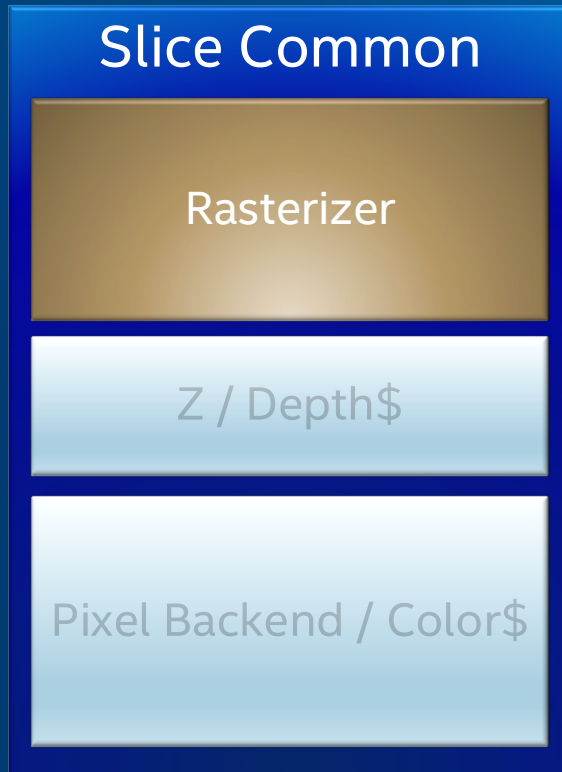 Slice Common
Rasterizer
Z / Depth$
Pixel Backend / Color$